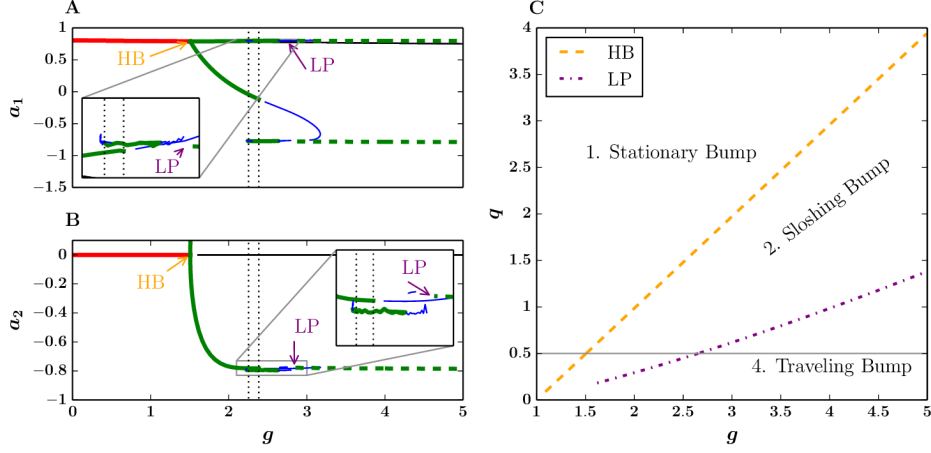 A
1
0.5
0
−0.5
−1
−1.5
a1
HB
LP
LP
B
0
−0.2
−0.4
−0.6
−0.8
−1
a2
HB
LP
LP
0
1
2
3
4
5
g
C
4
3.5
3
2.5
2
1.5
1
0.5
0
q
HB
LP
1. Stationary Bump
2. Sloshing Bump
4. Traveling Bump
1
1.5
2
2.5
3
3.5
4
4.5
5
g